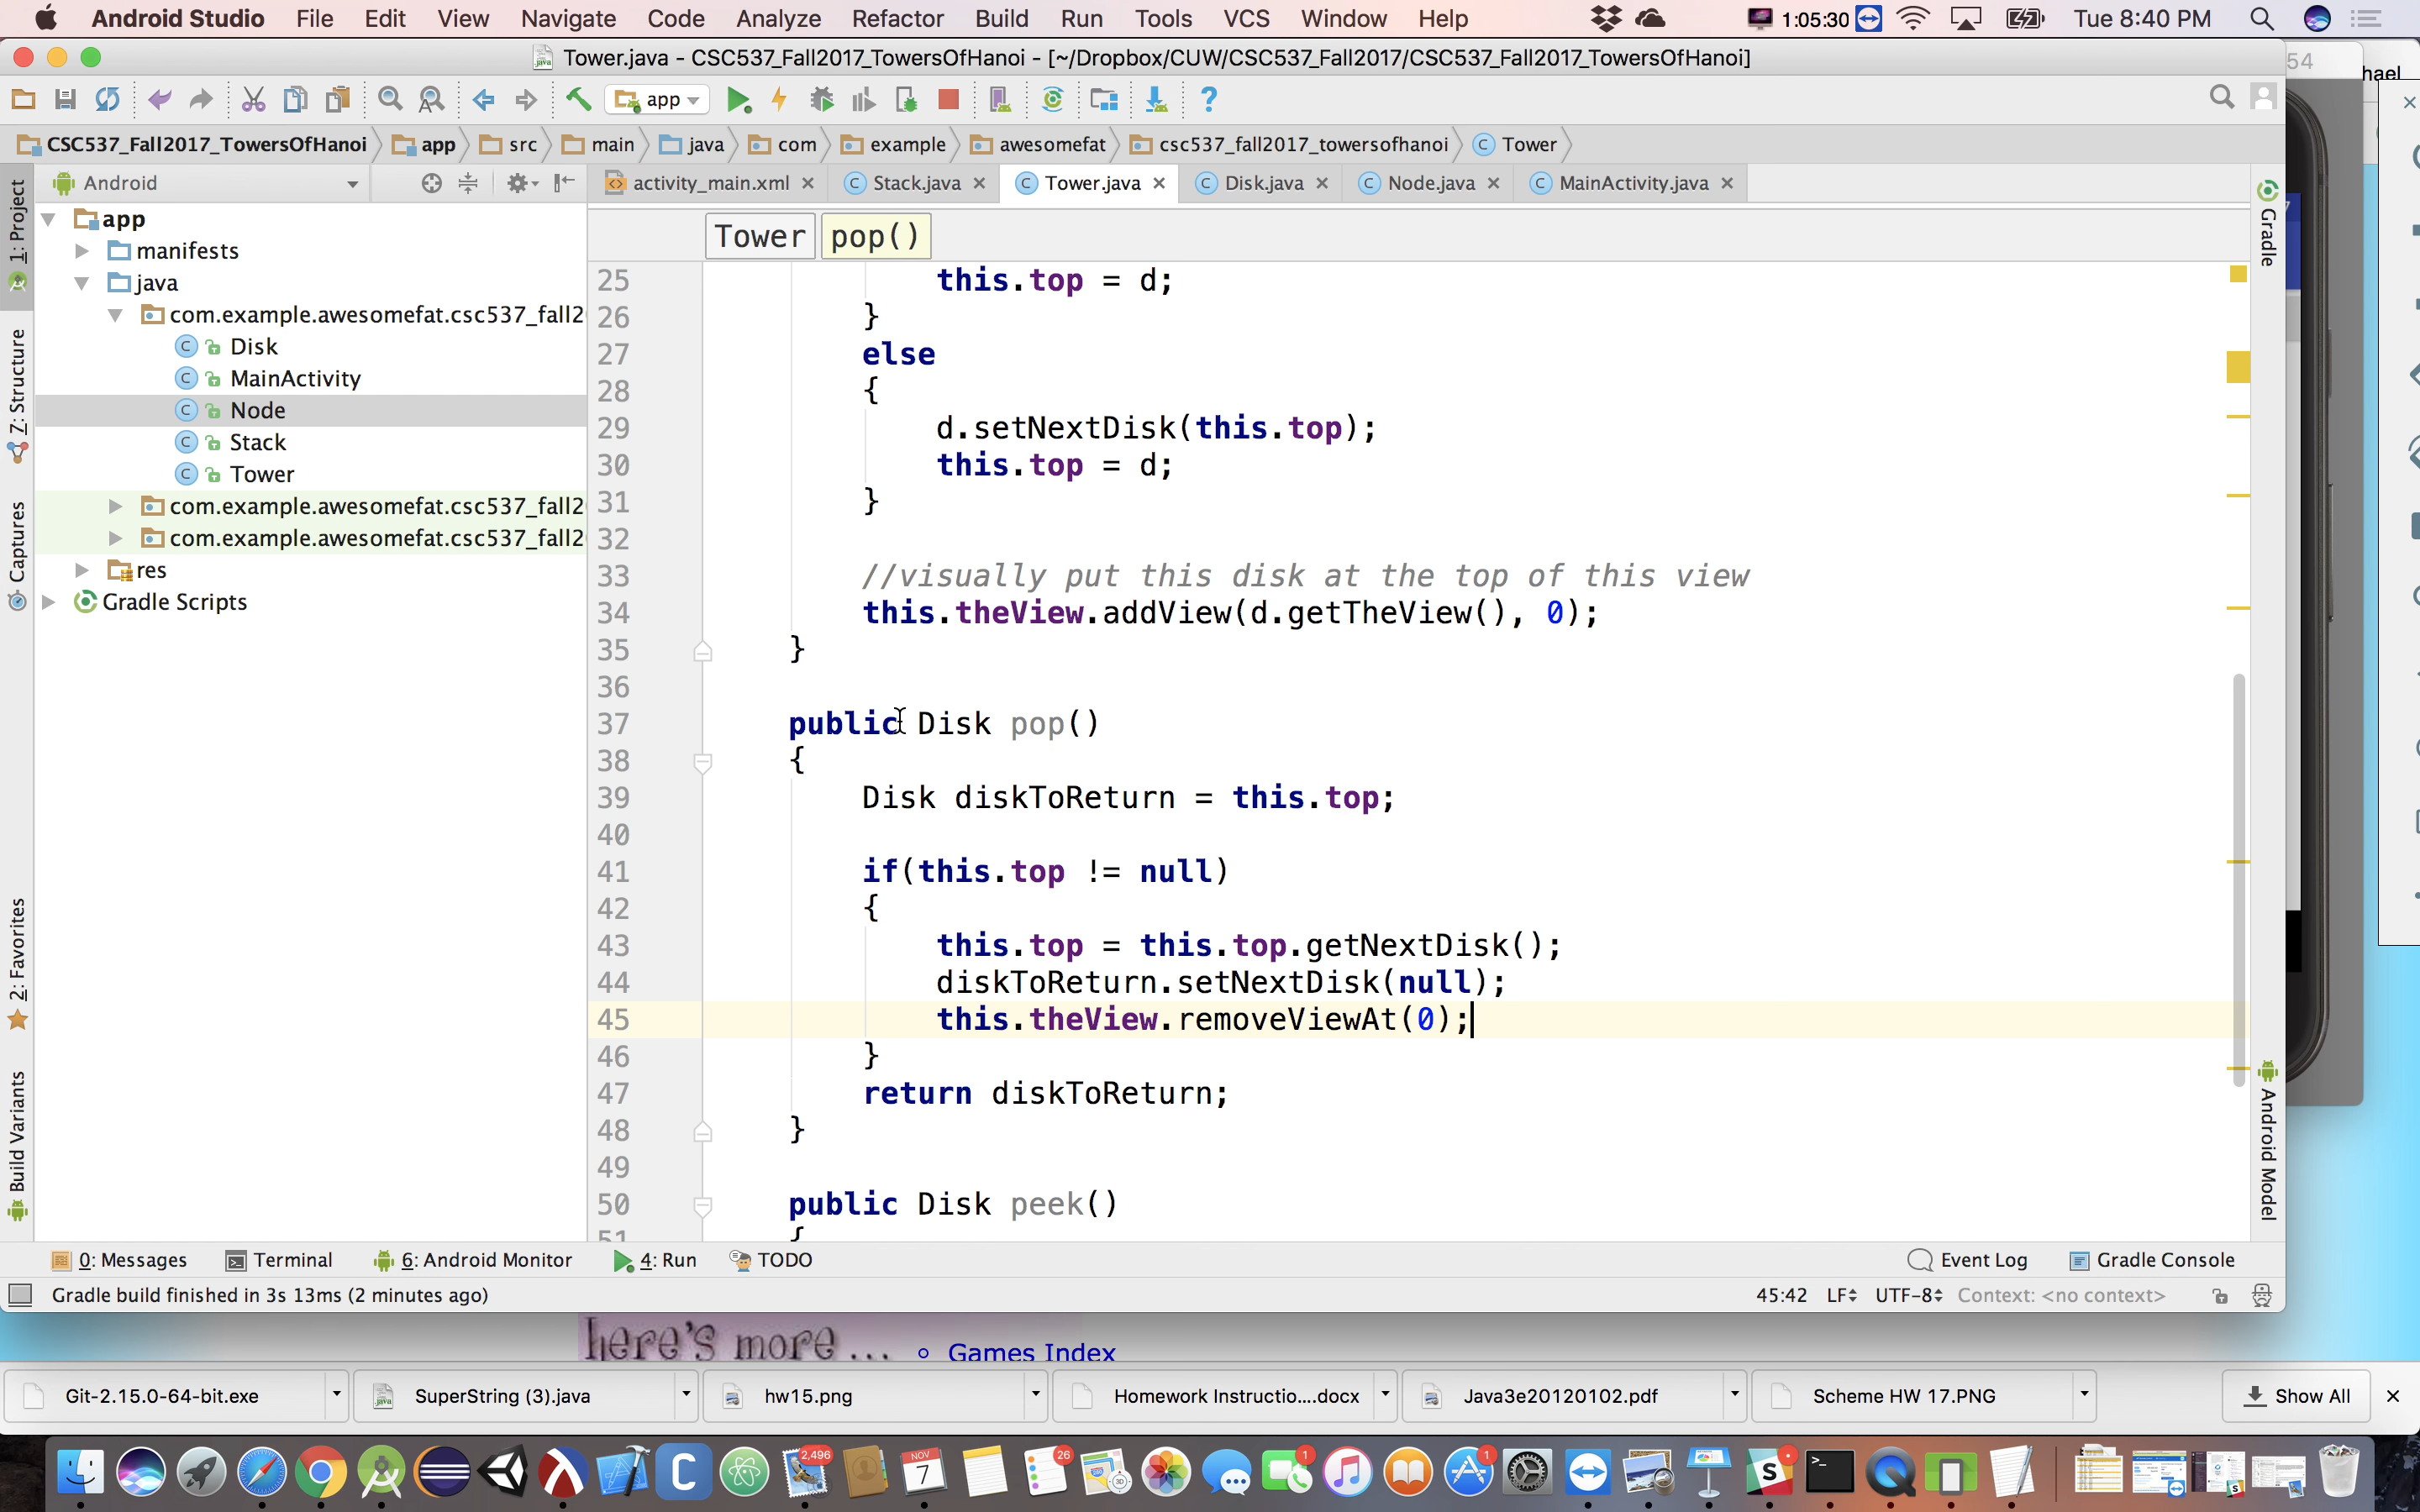 Android Studio File Edit View Navigate Code Analyze Refactor Build Run Tools VCS Window Help 1:05:30 Tue 8:40 PM
Tower.java - CSC537_Fall2017_TowersOfHanoi - [~/Dropbox/CUW/CSC537_Fall2017/CSC537_Fall2017_TowersOfHanoi]
54
hael
app
CSC537_Fall2017_TowersOfHanoi app src main java com example awesomefat csc537_fall2017_towersofhanoi Tower
Android
activity_main.xml Stack.java Tower.java Disk.java Node.java MainActivity.java
1: Project
Z: Structure
Captures
2: Favorites
Build Variants
app
manifests
java
com.example.awesomefat.csc537_fall2
Disk
MainActivity
Node
Stack
Tower
com.example.awesomefat.csc537_fall2
com.example.awesomefat.csc537_fall2
res
Gradle Scripts
Tower pop()
25 this.top = d;
26 }
27 else
28 {
29 d.setNextDisk(this.top);
30 this.top = d;
31 }
32
33 //visually put this disk at the top of this view
34 this.theView.addView(d.getTheView(), 0);
35 }
36
37 public Disk pop()
38 {
39 Disk diskToReturn = this.top;
40
41 if(this.top != null)
42 {
43 this.top = this.top.getNextDisk();
44 diskToReturn.setNextDisk(null);
45 this.theView.removeViewAt(0);
46 }
47 return diskToReturn;
48 }
49
50 public Disk peek()
51 {
Gradle
Android Model
0: Messages Terminal 6: Android Monitor 4: Run TODO Event Log Gradle Console
Gradle build finished in 3s 13ms (2 minutes ago) 45:42 LF UTF-8 Context: <no context>
here's more ... Games Index
Git-2.15.0-64-bit.exe SuperString (3).java hw15.png Homework Instructio....docx Java3e20120102.pdf Scheme HW 17.PNG Show All
2,496 NOV 7 26 1 1